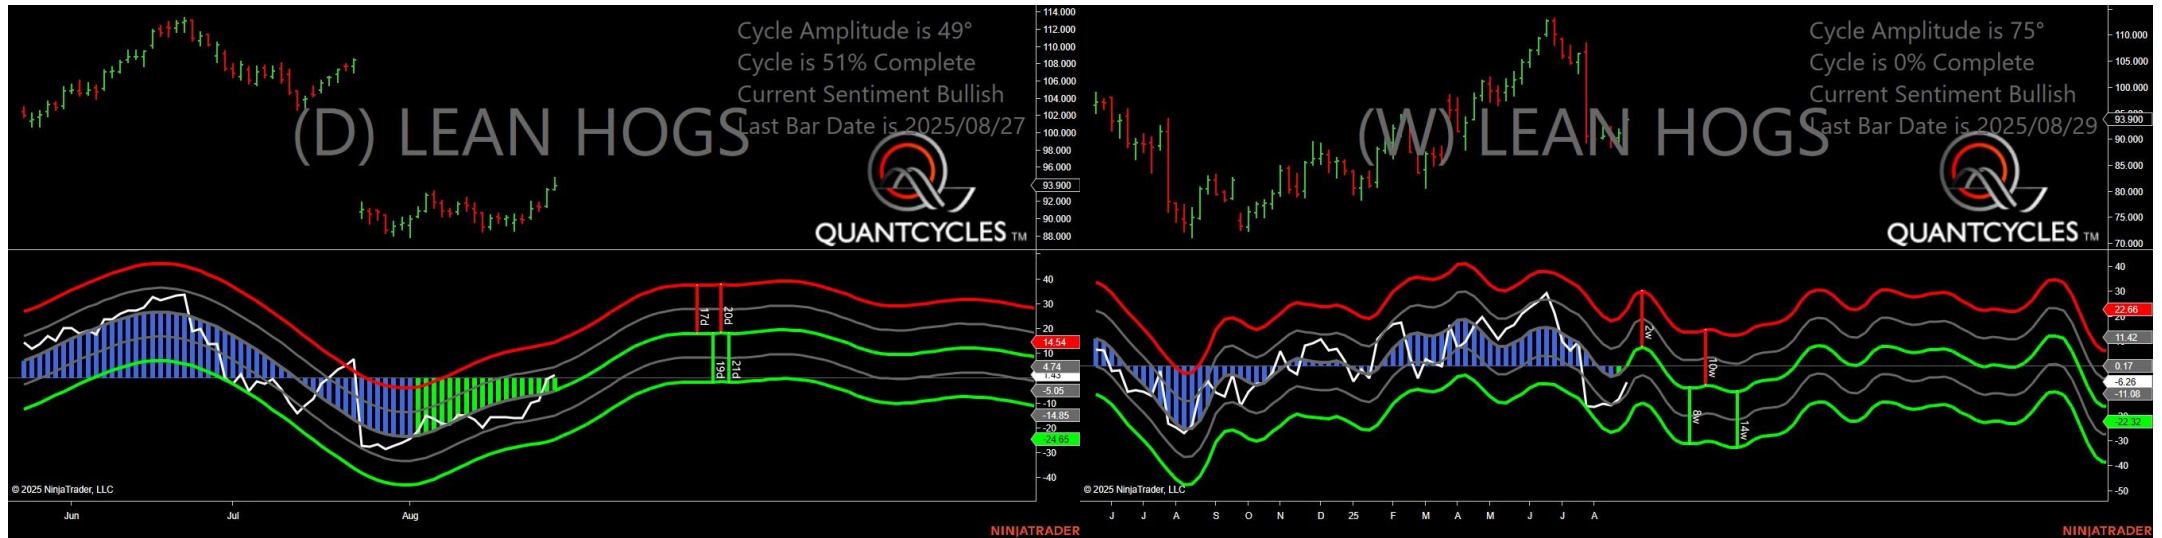 Cycle Amplitude is 49°
Cycle is 51% Complete
Current Sentiment Bullish
Last Bar Date is 2025/08/27
(D) LEAN HOGS
QUANTCYCLES TM
114.000
112.000
110.000
108.000
106.000
104.000
102.000
100.000
98.000
96.000
93.900
92.000
90.000
88.000
40
30
20
14.54
10
4.74
1.43
-5.05
-10
-14.85
-20
-24.65
-30
-40
17d
20d
19d
21d
© 2025 NinjaTrader, LLC
Jun
Jul
Aug
NINJATRADER
Cycle Amplitude is 75°
Cycle is 0% Complete
Current Sentiment Bullish
Last Bar Date is 2025/08/29
(W) LEAN HOGS
QUANTCYCLES TM
110.000
105.000
100.000
95.000
93.900
90.000
85.000
80.000
75.000
70.000
40
30
22.66
20
11.42
0.17
-6.26
-11.08
-22.32
-30
-40
-50
2w
10w
8w
14w
© 2025 NinjaTrader, LLC
J
J
A
S
O
N
D
25
F
M
A
M
J
J
A
NINJATRADER